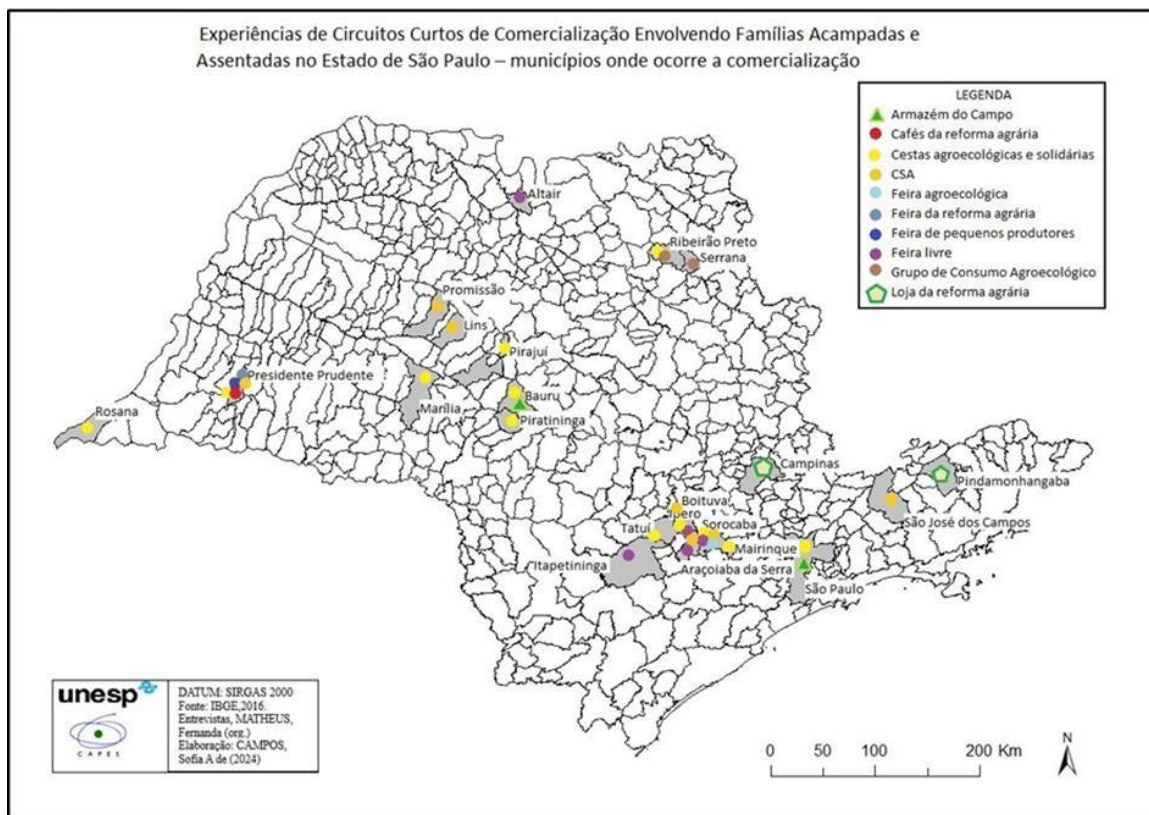 Experiências de Circuitos Curtos de Comercialização Envolvendo Famílias Acampadas e
Assentadas no Estado de São Paulo – municípios onde ocorre a comercialização
LEGENDA
Armazém do Campo
Cafés da reforma agrária
Cestas agroecológicas e solidárias
CSA
Feira agroecológica
Feira da reforma agrária
Feira de pequenos produtores
Feira livre
Grupo de Consumo Agroecológico
Loja da reforma agrária
Altair
Ribeirão Preto
Serrana
Promissão
Lins
Pirajuí
Presidente Prudente
Marília
Bauru
Piratininga
Rosana
Campinas
Pindamonhangaba
São José dos Campos
Boituva
Ipero
Sorocaba
Tatuí
Mairinque
Itapetininga
Araçoiaba da Serra
São Paulo
unesp
CAPES
DATUM: SIRGAS 2000
Fonte: IBGE,2016.
Entrevistas, MATHEUS,
Fernanda (org.)
Elaboração: CAMPOS,
Sofia A de (2024)
N
0 50 100 200 Km